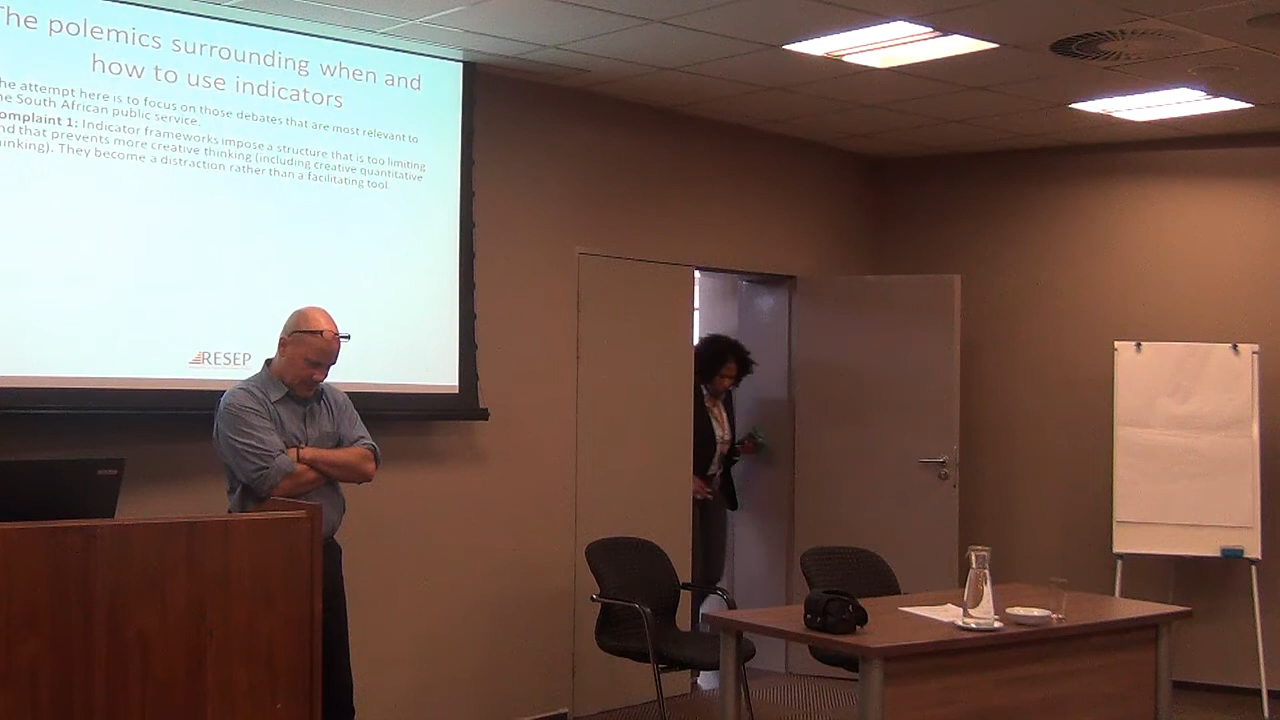 The polemics surrounding when and
how to use indicators
he attempt here is to focus on those debates that are most relevant to
he South African public service.
omplaint 1: Indicator frameworks impose a structure that is too limiting
nd that prevents more creative thinking (including creative quantitative
inking). They become a distraction rather than a facilitating tool.
RESEP